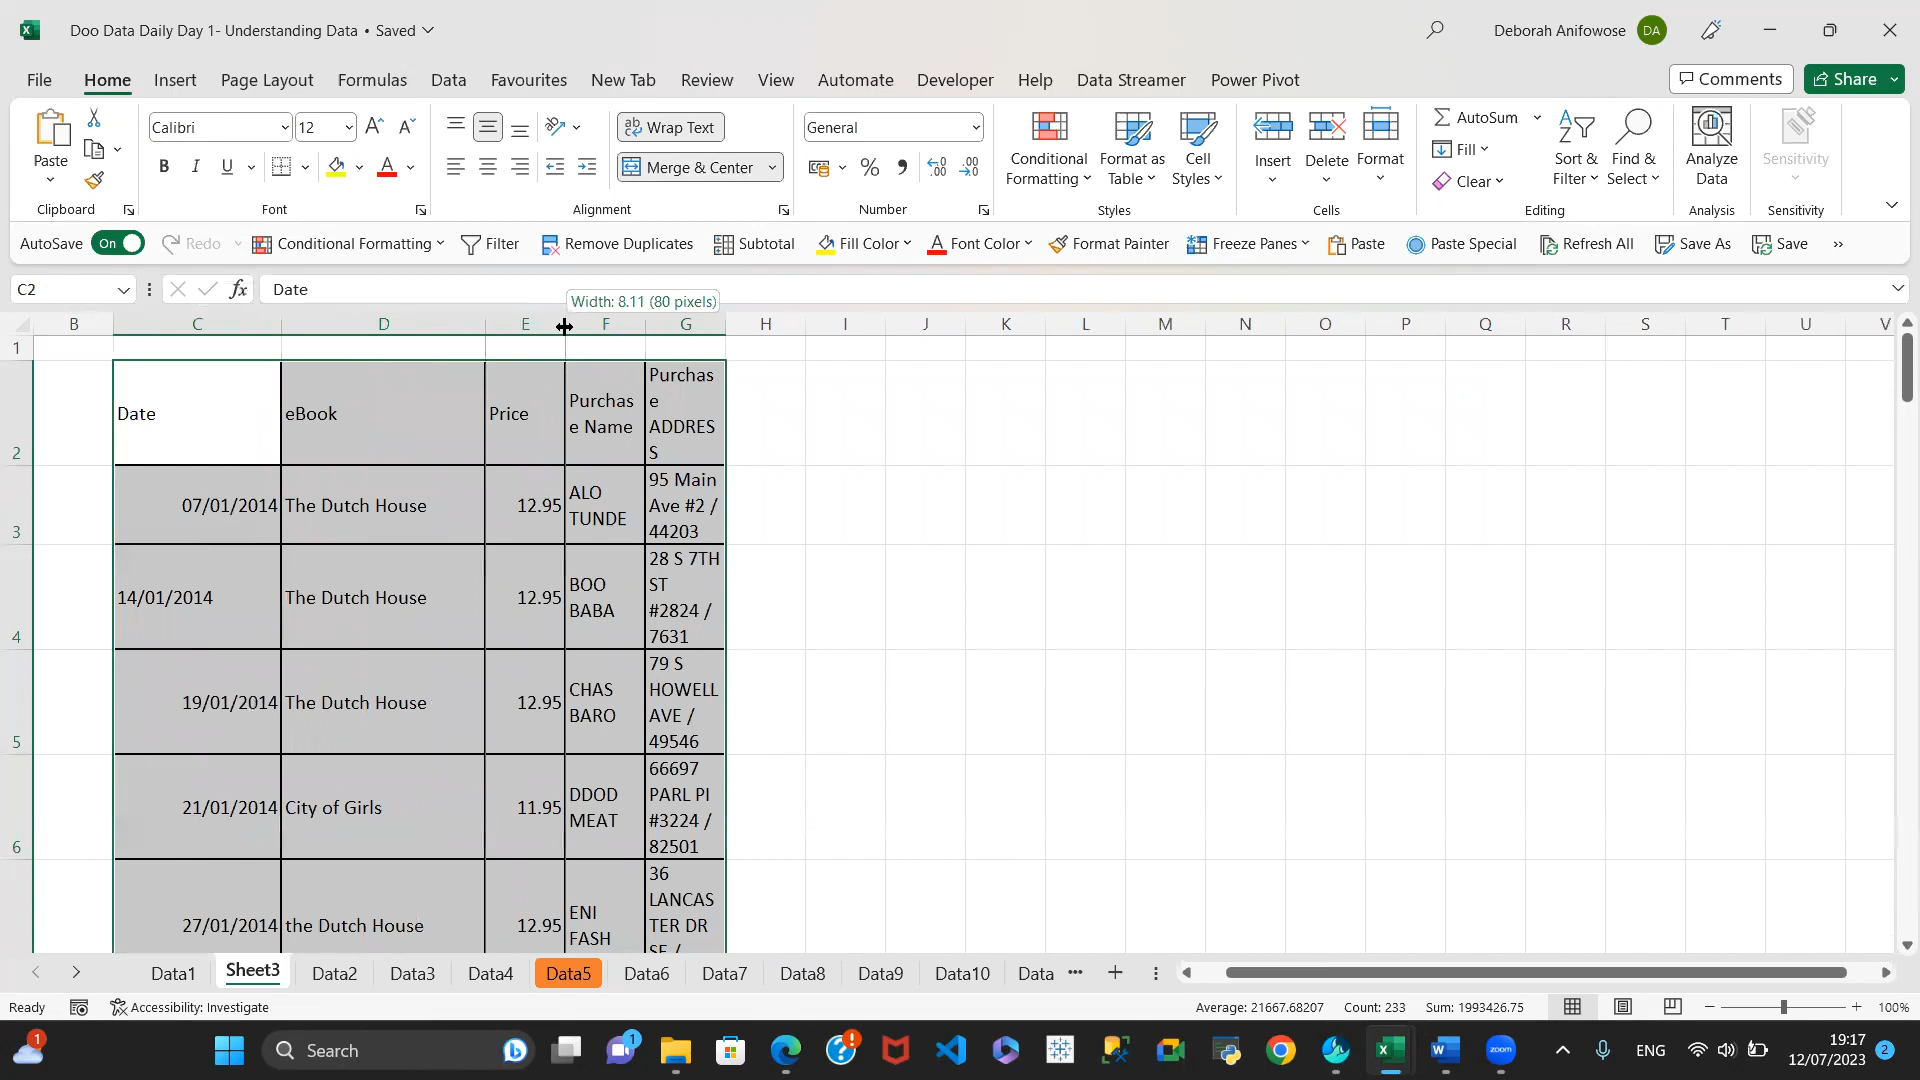 Doo Data Daily Day 1- Understanding Data • Saved
Deborah Anifowose
DA
File Home Insert Page Layout Formulas Data Favourites New Tab Review View Automate Developer Help Data Streamer Power Pivot
Comments
Share
Paste
Calibri
12
B I U
A
Wrap Text
Merge & Center
General
Conditional Formatting
Format as Table
Cell Styles
Insert
Delete
Format
AutoSum
Fill
Clear
Sort & Filter
Find & Select
Analyze Data
Sensitivity
Clipboard
Font
Alignment
Number
Styles
Cells
Editing
Analysis
Sensitivity
AutoSave On Redo Conditional Formatting Filter Remove Duplicates Subtotal Fill Color Font Color Format Painter Freeze Panes Paste Paste Special Refresh All Save As Save
C2
fx
Date
Width: 8.11 (80 pixels)
B C D E F G H I J K L M N O P Q R S T U V
1
2
Date
eBook
Price
Purchas
e Name
Purchas
e
ADDRES
S
3
07/01/2014
The Dutch House
12.95
ALO
TUNDE
95 Main
Ave #2 /
44203
4
14/01/2014
The Dutch House
12.95
BOO
BABA
28 S 7TH
ST
#2824 /
7631
5
19/01/2014
The Dutch House
12.95
CHAS
BARO
79 S
HOWELL
AVE /
49546
6
21/01/2014
City of Girls
11.95
DDOD
MEAT
66697
PARL PI
#3224 /
82501
27/01/2014
the Dutch House
12.95
ENI
FASH
36
LANCAS
TER DR
SE /
Data1 Sheet3 Data2 Data3 Data4 Data5 Data6 Data7 Data8 Data9 Data10 Data
Ready
Accessibility: Investigate
Average: 21667.68207 Count: 233 Sum: 1993426.75
100%
1
Search
1
zoom
ENG
19:17
12/07/2023
2